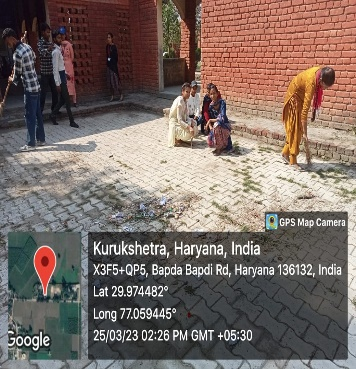 GPS Map Camera
Kurukshetra, Haryana, India
X3F5+QP5, Bapda Bapdi Rd, Haryana 136132, India
Lat 29.974482°
Long 77.059445°
25/03/23 02:26 PM GMT +05:30
Google